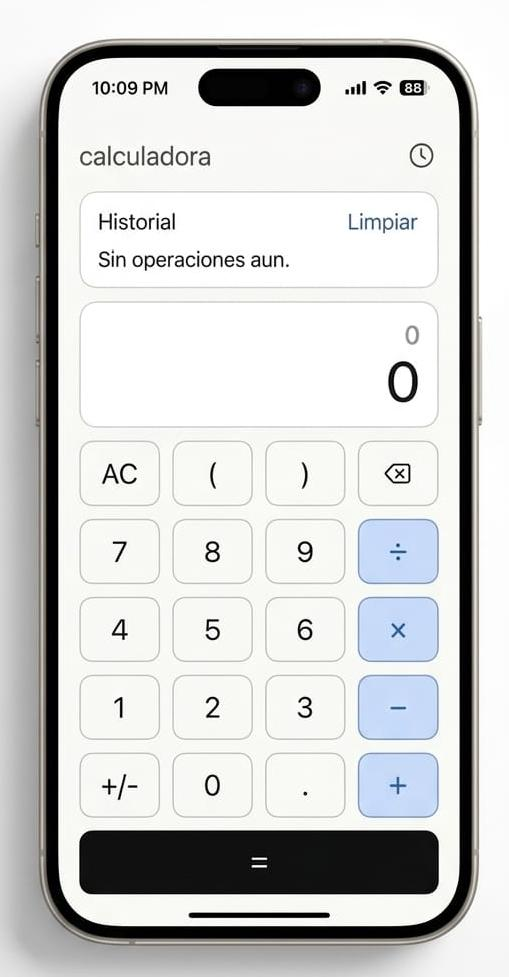 10:09 PM 88
calculadora
Historial Limpiar
Sin operaciones aun.
0
0
AC ( )
7 8 9 ÷
4 5 6 ×
1 2 3 −
+/- 0 . +
=